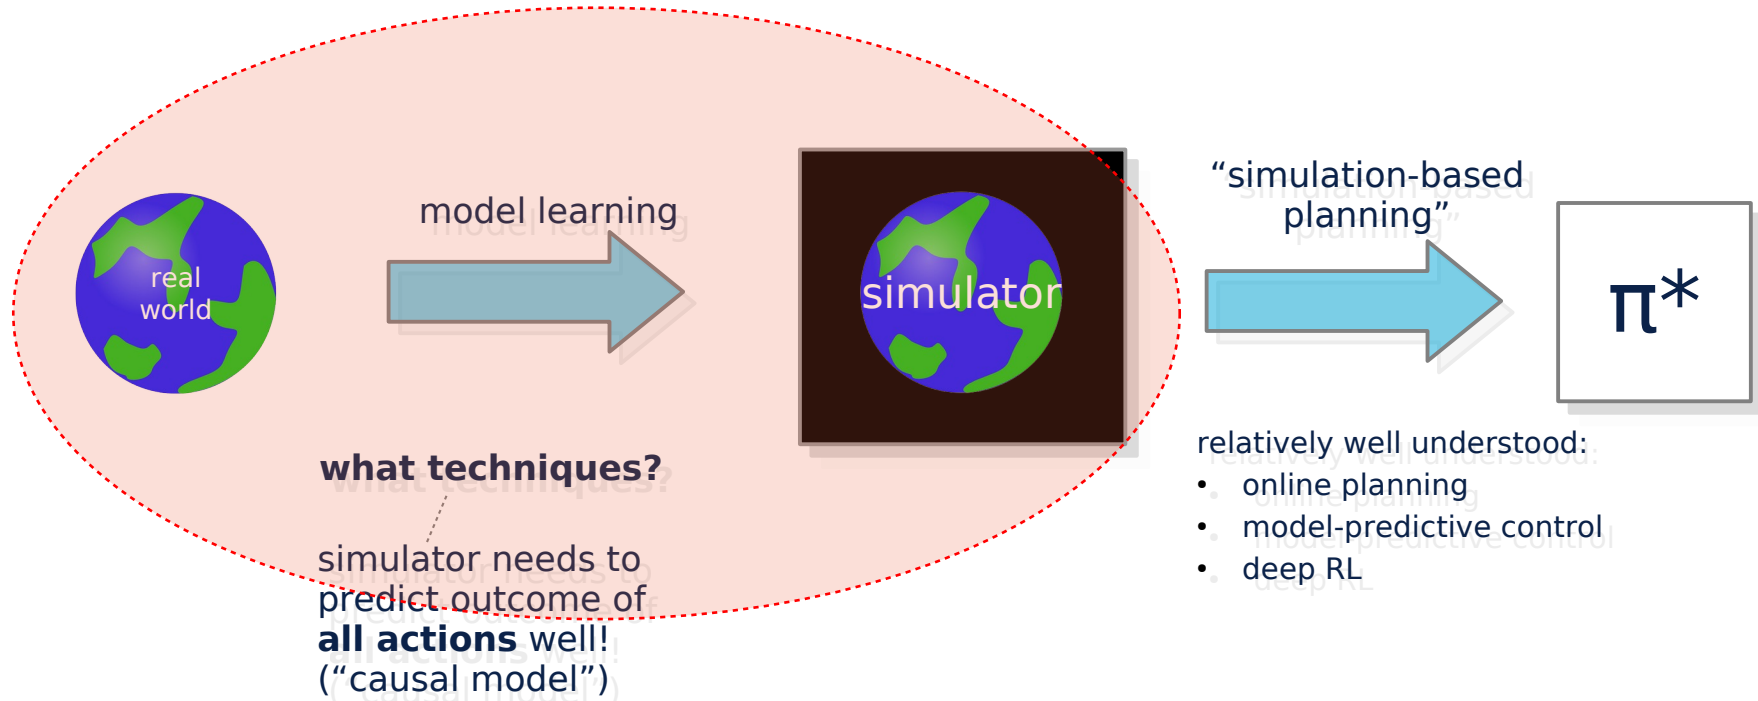 real
world
model learning
simulator
“simulation-based
planning”
π*
what techniques?
simulator needs to
predict outcome of
all actions well!
(“causal model”)
relatively well understood:
• online planning
• model-predictive control
• deep RL